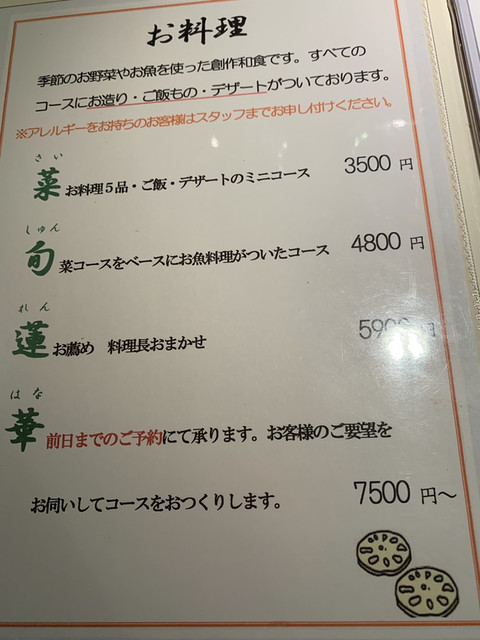 お料理
季節のお野菜やお魚を使った創作和食です。すべての
コースにお造り・ご飯もの・デザートがついております。
※アレルギーをお持ちのお客様はスタッフまでお申し付けください。
さい
菜 お料理5品・ご飯・デザートのミニコース 3500 円
しゅん
旬 菜コースをベースにお魚料理がついたコース 4800 円
れん
蓮 お薦め 料理長おまかせ 5900 円
はな
華 前日までのご予約にて承ります。お客様のご要望を
お伺いしてコースをおつくりします。 7500 円～